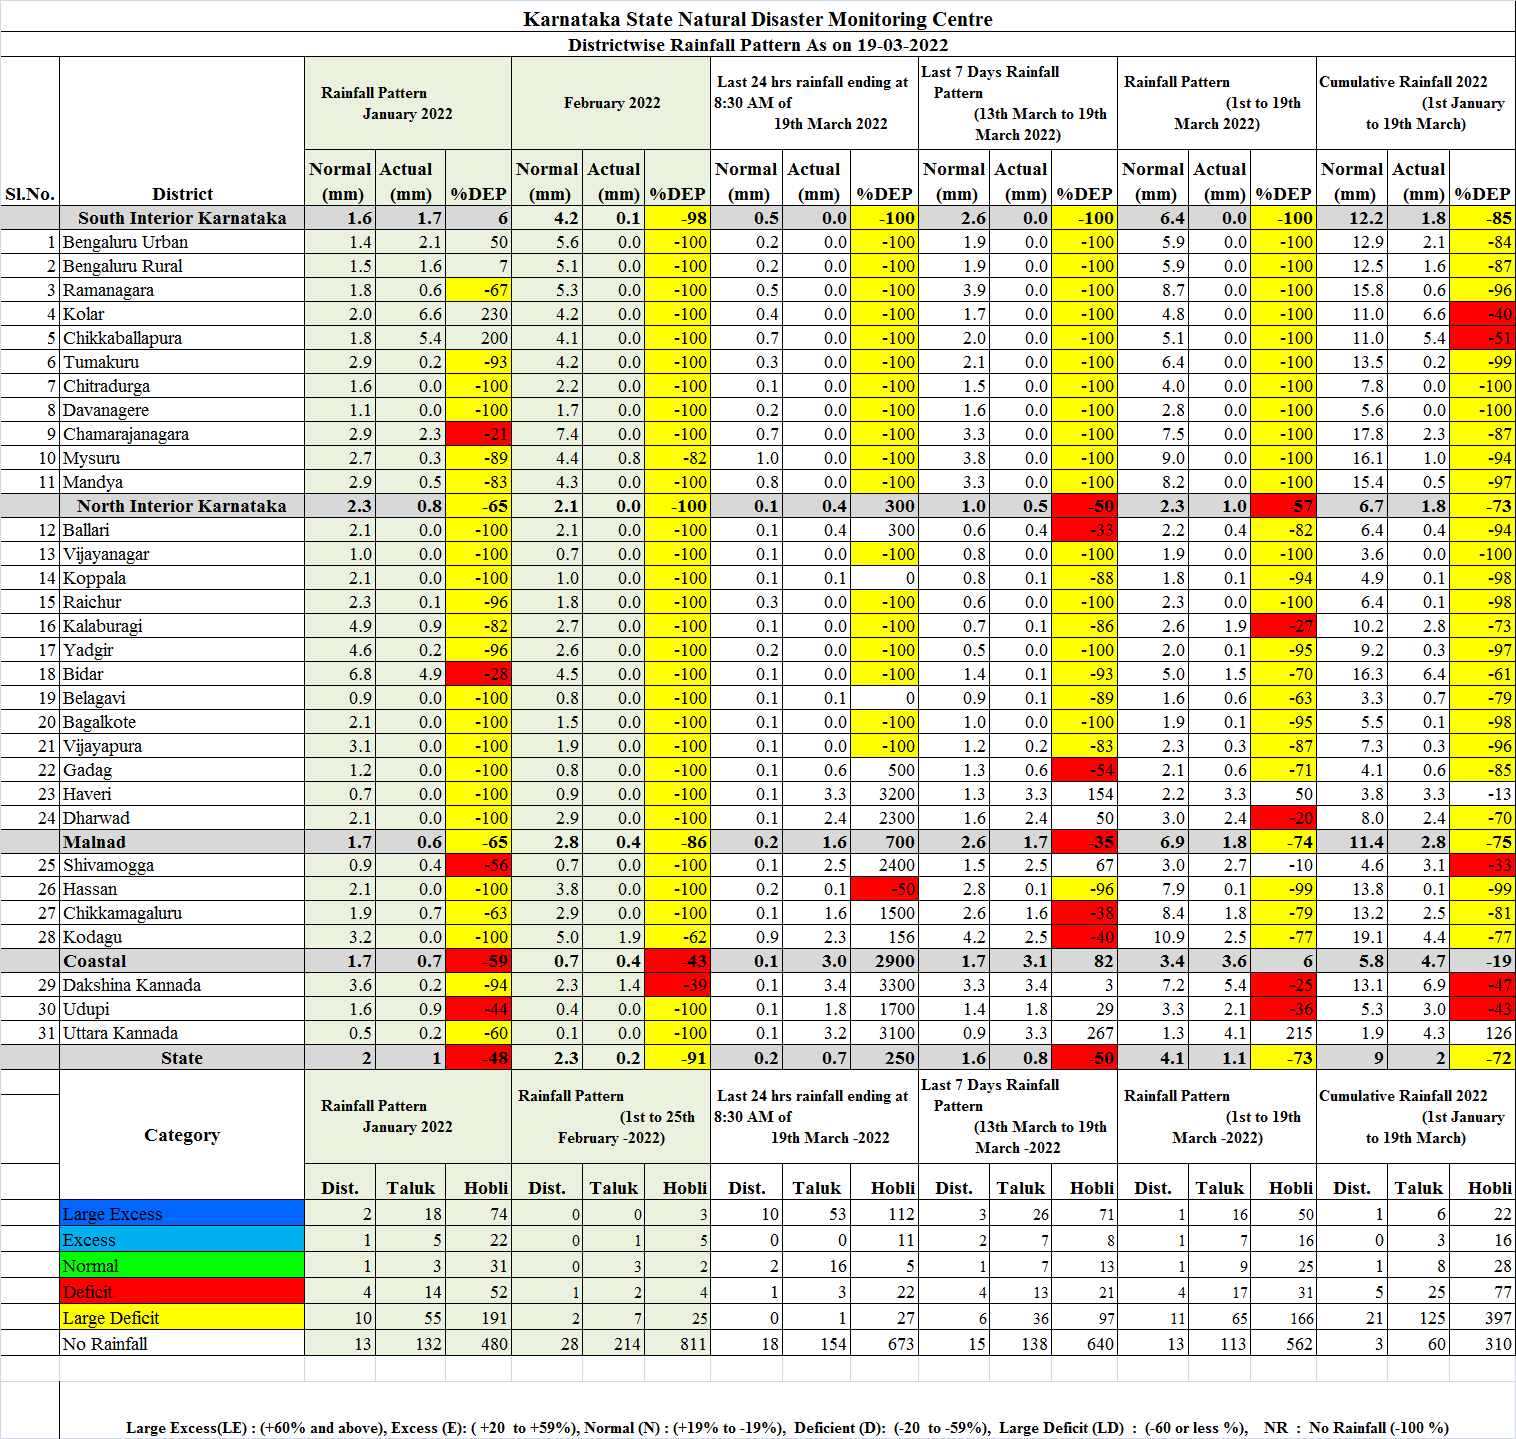 Karnataka State Natural Disaster Monitoring Centre
Districtwise Rainfall Pattern As on 19-03-2022
Sl.No. District Rainfall Pattern January 2022 February 2022 Last 24 hrs rainfall ending at 8:30 AM of 19th March 2022 Last 7 Days Rainfall Pattern (13th March to 19th March 2022) Rainfall Pattern (1st to 19th March 2022) Cumulative Rainfall 2022 (1st January to 19th March)
Normal (mm) Actual (mm) %DEP Normal (mm) Actual (mm) %DEP Normal (mm) Actual (mm) %DEP Normal (mm) Actual (mm) %DEP Normal (mm) Actual (mm) %DEP Normal (mm) Actual (mm) %DEP
South Interior Karnataka 1.6 1.7 6 4.2 0.1 -98 0.5 0.0 -100 2.6 0.0 -100 6.4 0.0 -100 12.2 1.8 -85
1 Bengaluru Urban 1.4 2.1 50 5.6 0.0 -100 0.2 0.0 -100 1.9 0.0 -100 5.9 0.0 -100 12.9 2.1 -84
2 Bengaluru Rural 1.5 1.6 7 5.1 0.0 -100 0.2 0.0 -100 1.9 0.0 -100 5.9 0.0 -100 12.5 1.6 -87
3 Ramanagara 1.8 0.6 -67 5.3 0.0 -100 0.5 0.0 -100 3.9 0.0 -100 8.7 0.0 -100 15.8 0.6 -96
4 Kolar 2.0 6.6 230 4.2 0.0 -100 0.4 0.0 -100 1.7 0.0 -100 4.8 0.0 -100 11.0 6.6 -40
5 Chikkaballapura 1.8 5.4 200 4.1 0.0 -100 0.0 0.0 -100 2.0 0.0 -100 5.1 0.0 -100 11.0 5.4 -51
6 Tumakuru 2.9 0.2 -93 4.2 0.0 -100 0.3 0.0 -100 2.1 0.0 -100 6.4 0.0 -100 13.5 0.2 -99
7 Chitradurga 1.6 0.0 -100 2.2 0.0 -100 0.1 0.0 -100 1.5 0.0 -100 4.0 0.0 -100 7.8 0.0 -100
8 Davanagere 1.1 0.0 -100 1.7 0.0 -100 0.2 0.0 -100 1.6 0.0 -100 2.8 0.0 -100 5.6 0.0 -100
9 Chamarajanagara 2.9 2.3 -21 7.4 0.0 -100 0.7 0.0 -100 3.3 0.0 -100 7.5 0.0 -100 17.8 2.3 -87
10 Mysuru 2.7 0.3 -89 4.4 0.8 -82 1.0 0.0 -100 3.8 0.0 -100 9.0 0.0 -100 16.1 1.0 -94
11 Mandya 2.9 0.5 -83 4.3 0.0 -100 0.8 0.0 -100 3.3 0.0 -100 8.2 0.0 -100 15.4 0.5 -97
North Interior Karnataka 2.3 0.8 -65 2.1 0.0 -100 0.1 0.4 300 1.0 0.5 -50 2.3 1.0 -57 6.7 1.8 -73
12 Ballari 2.1 0.0 -100 2.1 0.0 -100 0.1 0.4 300 0.6 0.4 -33 2.2 0.4 -82 6.4 0.4 -94
13 Vijayanagar 1.0 0.0 -100 0.7 0.0 -100 0.1 0.0 -100 0.8 0.0 -100 1.9 0.0 -100 3.6 0.0 -100
14 Koppala 2.1 0.0 -100 1.0 0.0 -100 0.1 0.1 0 0.8 0.1 -88 1.8 0.1 -94 4.9 0.1 -98
15 Raichur 2.3 0.1 -96 1.8 0.0 -100 0.3 0.0 -100 0.6 0.0 -100 2.3 0.0 -100 6.4 0.1 -98
16 Kalaburagi 4.9 0.9 -82 2.7 0.0 -100 0.1 0.0 -100 0.7 0.1 -86 2.6 1.9 -27 10.2 2.8 -73
17 Yadgir 4.6 0.2 -96 2.6 0.0 -100 0.2 0.0 -100 0.5 0.0 -100 2.0 0.1 -95 9.2 0.3 -97
18 Bidar 6.8 4.9 -28 4.5 0.0 -100 0.1 0.0 -100 1.4 0.1 -93 5.0 1.5 -70 16.3 6.4 -61
19 Belagavi 0.9 0.0 -100 0.8 0.0 -100 0.1 0.1 0 0.9 0.1 -89 1.6 0.6 -63 3.3 0.7 -79
20 Bagalkote 2.1 0.0 -100 1.5 0.0 -100 0.1 0.0 -100 1.0 0.0 -100 1.9 0.1 -95 5.5 0.1 -98
21 Vijayapura 3.1 0.0 -100 1.9 0.0 -100 0.1 0.0 -100 1.2 0.2 -83 2.3 0.3 -87 7.3 0.3 -96
22 Gadag 1.2 0.0 -100 0.8 0.0 -100 0.1 0.6 500 1.3 0.6 -54 2.1 0.6 -71 4.1 0.6 -85
23 Haveri 0.7 0.0 -100 0.9 0.0 -100 0.1 3.3 3200 1.3 3.3 154 2.2 3.3 50 3.8 3.3 -13
24 Dharwad 2.1 0.0 -100 2.9 0.0 -100 0.1 2.4 2300 1.6 2.4 50 3.0 2.4 -20 8.0 2.4 -70
Malnad 1.7 0.6 -65 2.8 0.4 -86 0.2 1.6 700 2.6 1.7 -35 6.9 1.8 -74 11.4 2.8 -75
25 Shivamogga 0.9 0.4 -56 0.7 0.0 -100 0.1 2.5 2400 1.5 2.5 67 3.0 2.7 -10 4.6 3.1 -33
26 Hassan 2.1 0.0 -100 3.8 0.0 -100 0.2 0.1 -50 2.8 0.1 -96 7.9 0.1 -99 13.8 0.1 -99
27 Chikkamagaluru 1.9 0.7 -63 2.9 0.0 -100 0.1 1.6 1500 2.6 1.6 -38 8.4 1.8 -79 13.2 2.5 -81
28 Kodagu 3.2 0.0 -100 5.0 1.9 -62 0.9 2.3 156 4.2 2.5 -40 10.9 2.5 -77 19.1 4.4 -77
Coastal 1.7 0.7 -59 0.7 0.4 -43 0.1 3.0 2900 1.7 3.1 82 3.4 3.6 6 5.8 4.7 -19
29 Dakshina Kannada 3.6 0.2 -94 2.3 1.4 -39 0.1 3.4 3300 3.3 3.4 3 7.2 5.4 -25 13.1 6.9 -47
30 Udupi 1.6 0.9 -44 0.4 0.0 -100 0.1 1.8 1700 1.4 1.8 29 3.3 2.1 -36 5.3 3.0 -43
31 Uttara Kannada 0.5 0.2 -60 0.1 0.0 -100 0.1 3.2 3100 0.9 3.3 267 1.3 4.1 215 1.9 4.3 126
State 2 1 -48 2.3 0.2 -91 0.2 0.7 250 1.6 0.8 -50 4.1 1.1 -73 9 2 -72
Category Rainfall Pattern January 2022 Rainfall Pattern (1st to 25th February -2022) Last 24 hrs rainfall ending at 8:30 AM of 19th March -2022 Last 7 Days Rainfall Pattern (13th March to 19th March -2022 Rainfall Pattern (1st to 19th March -2022) Cumulative Rainfall 2022 (1st January to 19th March)
Dist. Taluk Hobli Dist. Taluk Hobli Dist. Taluk Hobli Dist. Taluk Hobli Dist. Taluk Hobli Dist. Taluk Hobli
Large Excess 2 18 74 0 0 3 10 53 112 3 26 71 1 16 50 1 6 22
Excess 1 5 22 0 1 5 0 0 11 2 7 8 1 7 16 0 3 16
Normal 1 3 31 0 3 2 2 16 5 1 7 13 1 9 25 1 8 28
Deficit 4 14 52 1 2 4 1 3 22 4 13 21 4 17 31 5 25 77
Large Deficit 10 55 191 2 7 25 0 1 27 6 36 97 11 65 166 21 125 397
No Rainfall 13 132 480 28 214 811 18 154 673 15 138 640 13 113 562 3 60 310
Large Excess(LE) : (+60% and above), Excess (E): ( +20 to +59%), Normal (N) : (+19% to -19%), Deficient (D): (-20 to -59%), Large Deficit (LD) : (-60 or less %), NR : No Rainfall (-100 %)